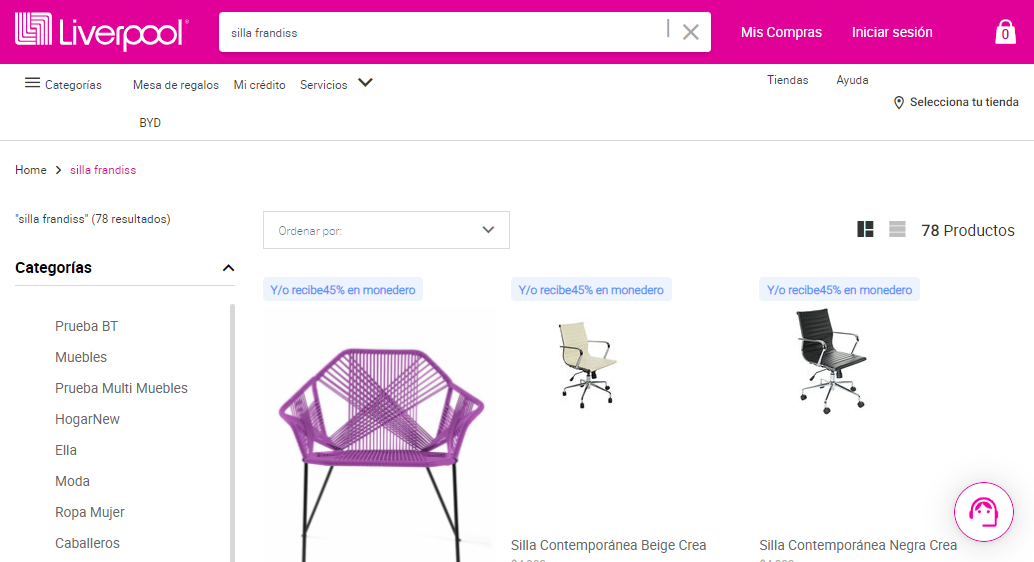 Liverpool
silla frandiss
Mis Compras
Iniciar sesión
0
Categorías
Mesa de regalos
Mi crédito
Servicios
Tiendas
Ayuda
Selecciona tu tienda
BYD
Home > silla frandiss
"silla frandiss" (78 resultados)
Ordenar por:
78 Productos
Categorías
Prueba BT
Muebles
Prueba Multi Muebles
HogarNew
Ella
Moda
Ropa Mujer
Caballeros
Y/o recibe45% en monedero
Y/o recibe45% en monedero
Y/o recibe45% en monedero
Silla Contemporánea Beige Crea
Silla Contemporánea Negra Crea